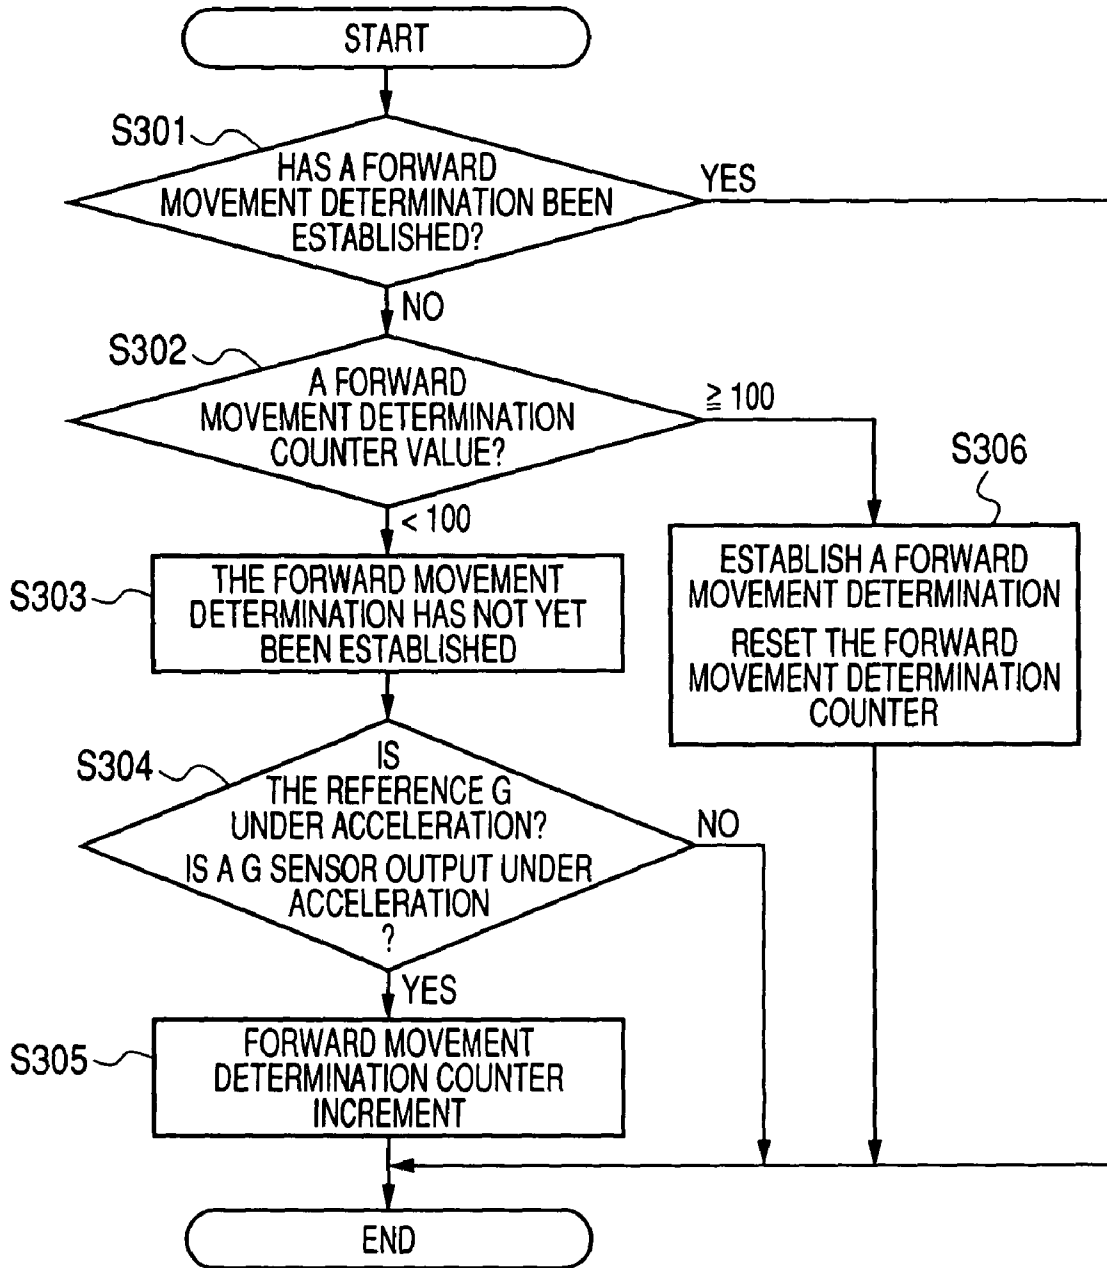 START
S301
HAS A FORWARD
MOVEMENT DETERMINATION BEEN
ESTABLISHED?
YES
NO
S302
A FORWARD
MOVEMENT DETERMINATION
COUNTER VALUE?
≧ 100
< 100
S306
ESTABLISH A FORWARD
MOVEMENT DETERMINATION
RESET THE FORWARD
MOVEMENT DETERMINATION
COUNTER
S303
THE FORWARD MOVEMENT
DETERMINATION HAS NOT YET
BEEN ESTABLISHED
S304
IS
THE REFERENCE G
UNDER ACCELERATION?
IS A G SENSOR OUTPUT UNDER
ACCELERATION
?
NO
YES
S305
FORWARD MOVEMENT
DETERMINATION COUNTER
INCREMENT
END